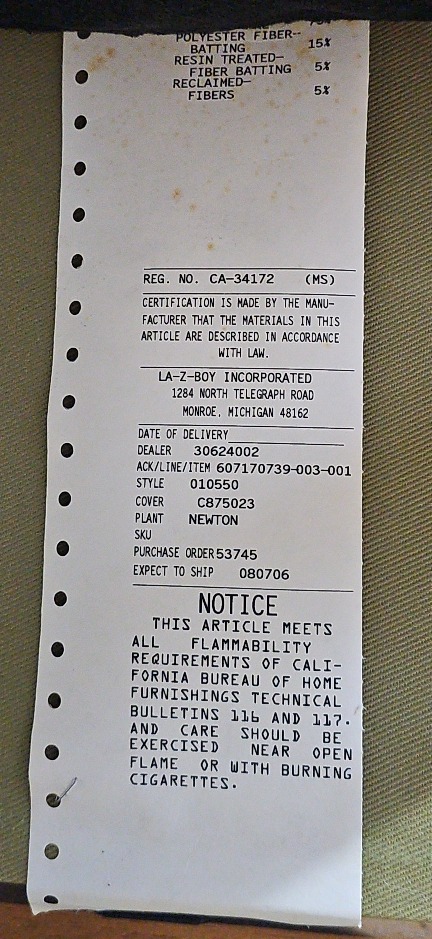 POLYESTER FIBER--
BATTING 15%
RESIN TREATED—
FIBER BATTING 5%
RECLAIMED—
FIBERS 5%
REG. NO. CA—34172 (MS)
CERTIFICATION IS MADE BY THE MANU-
FACTURER THAT THE MATERIALS IN THIS
ARTICLE ARE DESCRIBED IN ACCORDANCE
WITH LAW.
LA-Z-BOY INCORPORATED
1284 NORTH TELEGRAPH ROAD
MONROE, MICHIGAN 48162
DATE OF DELIVERY
DEALER 30624002
ACK/LINE/ITEM 607170739-003-001
STYLE 010550
COVER C875023
PLANT NEWTON
SKU
PURCHASE ORDER 53745
EXPECT TO SHIP 080706
NOTICE
THIS ARTICLE MEETS
ALL FLAMMABILITY
REQUIREMENTS OF CALI-
FORNIA BUREAU OF HOME
FURNISHINGS TECHNICAL
BULLETINS 116 AND 117.
AND CARE SHOULD BE
EXERCISED NEAR OPEN
FLAME OR WITH BURNING
CIGARETTES.